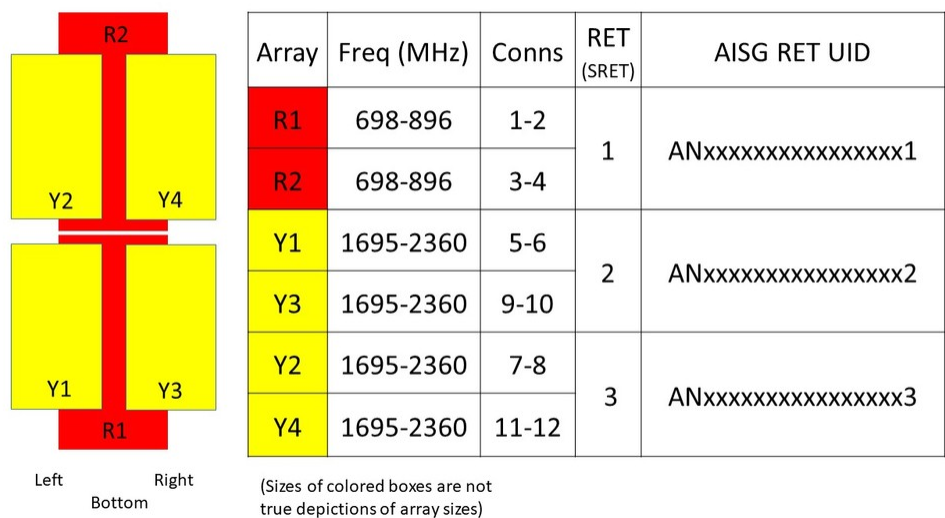 R2
Y2 Y4
Y1 Y3
R1
Left Right
Bottom
Array Freq (MHz) Conns RET (SRET) AISG RET UID
R1 698-896 1-2 1 ANxxxxxxxxxxxxxxxx1
R2 698-896 3-4
Y1 1695-2360 5-6 2 ANxxxxxxxxxxxxxxxx2
Y3 1695-2360 9-10
Y2 1695-2360 7-8 3 ANxxxxxxxxxxxxxxxx3
Y4 1695-2360 11-12
(Sizes of colored boxes are not
true depictions of array sizes)